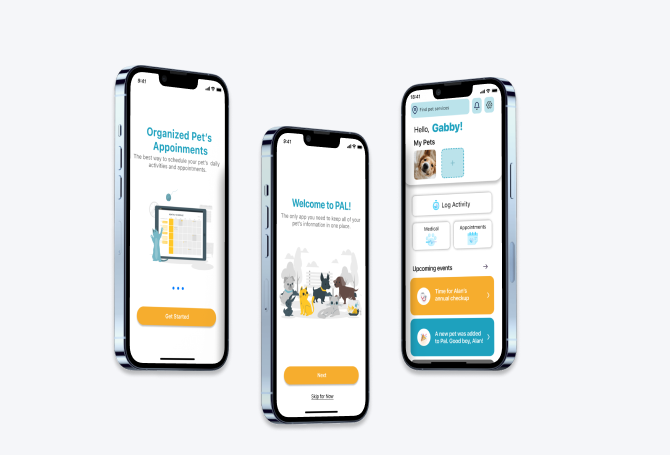 9:41
Organized Pet's
Appoinments
The best way to schedule your pet's daily
activities and appointments.
Get Started
9:41
Welcome to PAL!
The only app you need to keep all of your
pet's information in one place.
Next
Skip for Now
9:41
Find pet services
Hello, Gabby!
My Pets
+
Log Activity
Medical
Appointments
Upcoming events
Time for Alan's
annual checkup
A new pet was added
to Pal. Good boy, Alan!